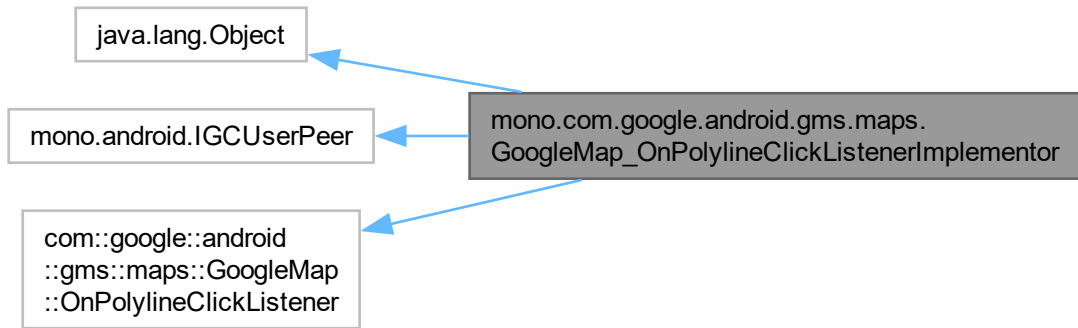 java.lang.Object
mono.android.IGCUserPeer
mono.com.google.android.gms.maps.
GoogleMap_OnPolylineClickListenerImplementor
com::google::android
::gms::maps::GoogleMap
::OnPolylineClickListener